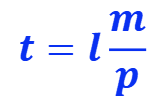 t = l m/p